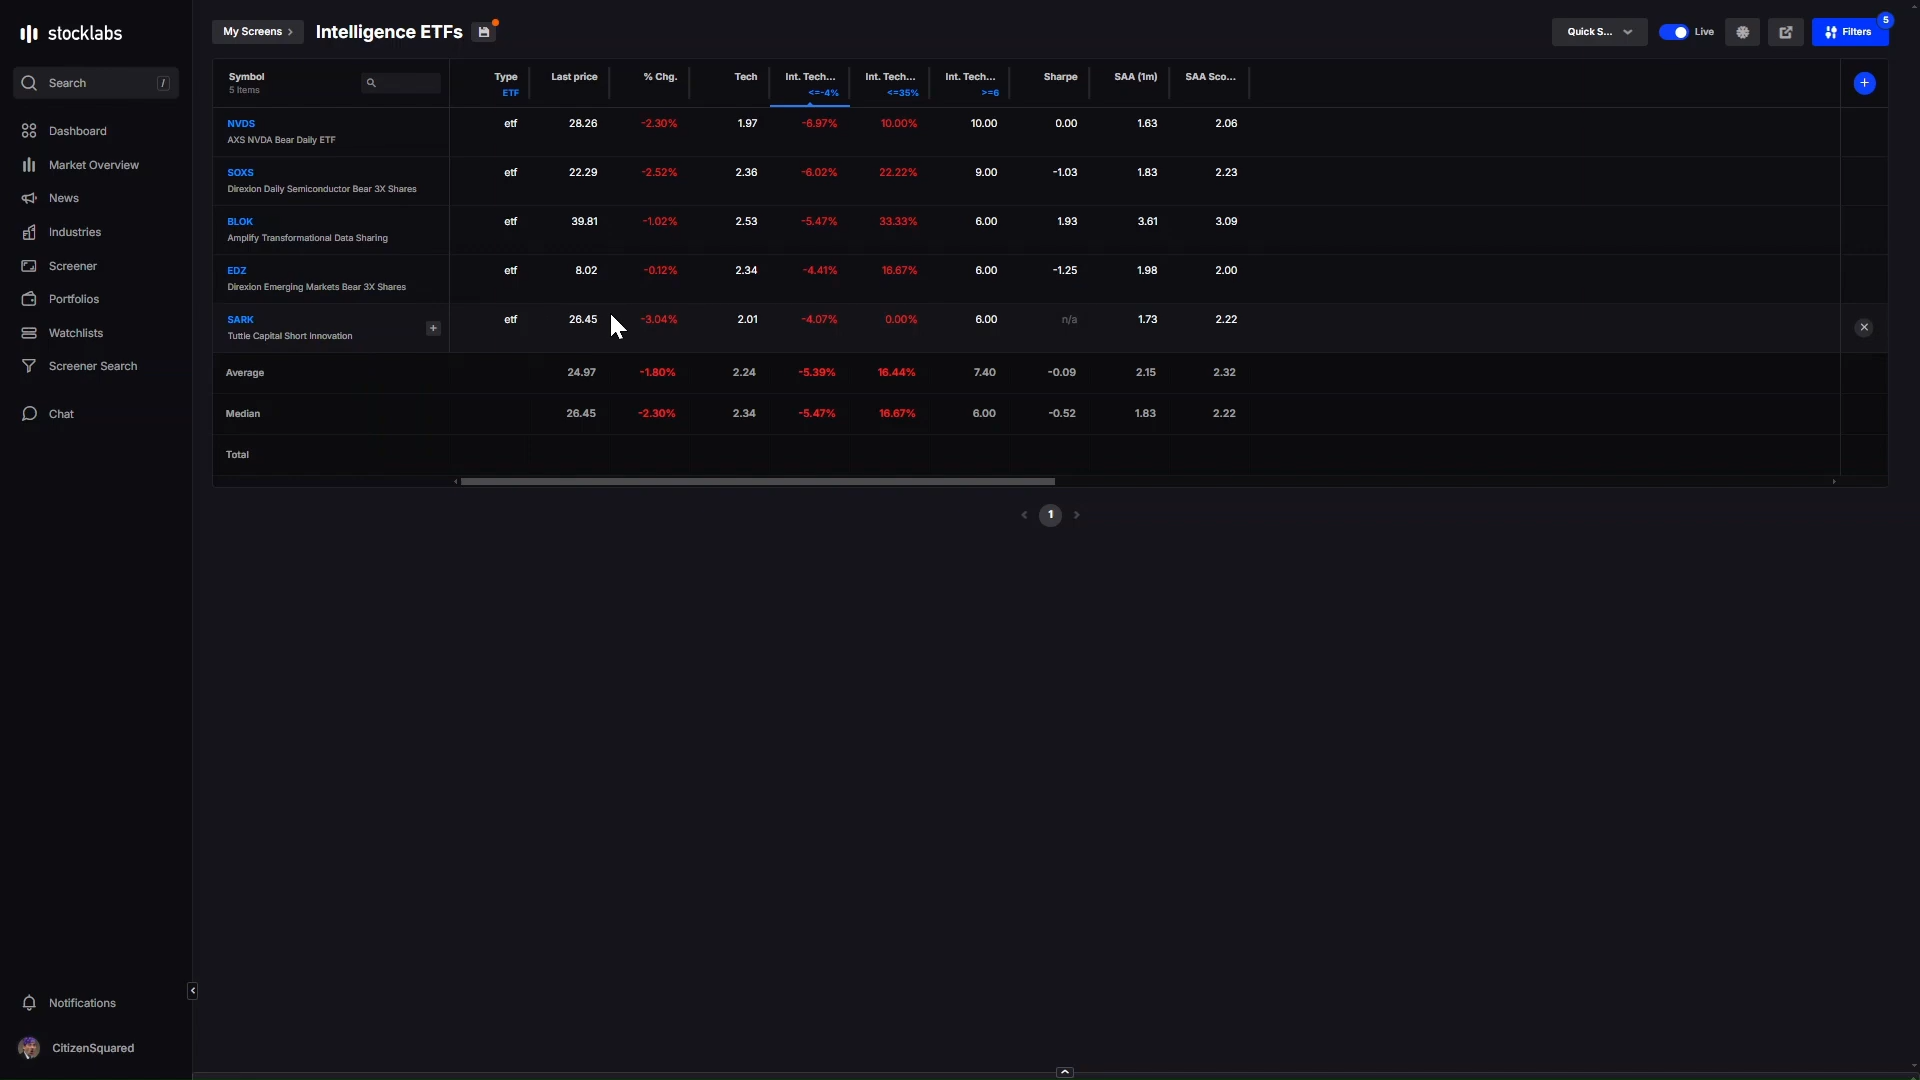 stocklabs
Search /
Dashboard
Market Overview
News
Industries
Screener
Portfolios
Watchlists
Screener Search
Chat
Notifications
CitizenSquared
My Screens > Intelligence ETFs
Quick S... Live Filters 5
Symbol Type Last price % Chg. Tech Int. Tech... Int. Tech... Int. Tech... Sharpe SAA (1m) SAA Sco...
5 Items ETF <=-4% <=35% >=6
NVDS etf 28.26 -2.30% 1.97 -6.97% 10.00% 10.00 0.00 1.63 2.06
AXS NVDA Bear Daily ETF
SOXS etf 22.29 -2.52% 2.36 -6.02% 22.22% 9.00 -1.03 1.83 2.23
Direxion Daily Semiconductor Bear 3X Shares
BLOK etf 39.81 -1.02% 2.53 -5.47% 33.33% 6.00 1.93 3.61 3.09
Amplify Transformational Data Sharing
EDZ etf 8.02 -0.12% 2.34 -4.41% 16.67% 6.00 -1.25 1.98 2.00
Direxion Emerging Markets Bear 3X Shares
SARK etf 26.45 -3.04% 2.01 -4.07% 0.00% 6.00 n/a 1.73 2.22
Tuttle Capital Short Innovation
Average 24.97 -1.80% 2.24 -5.39% 16.44% 7.40 -0.09 2.15 2.32
Median 26.45 -2.30% 2.34 -5.47% 16.67% 6.00 -0.52 1.83 2.22
Total
1